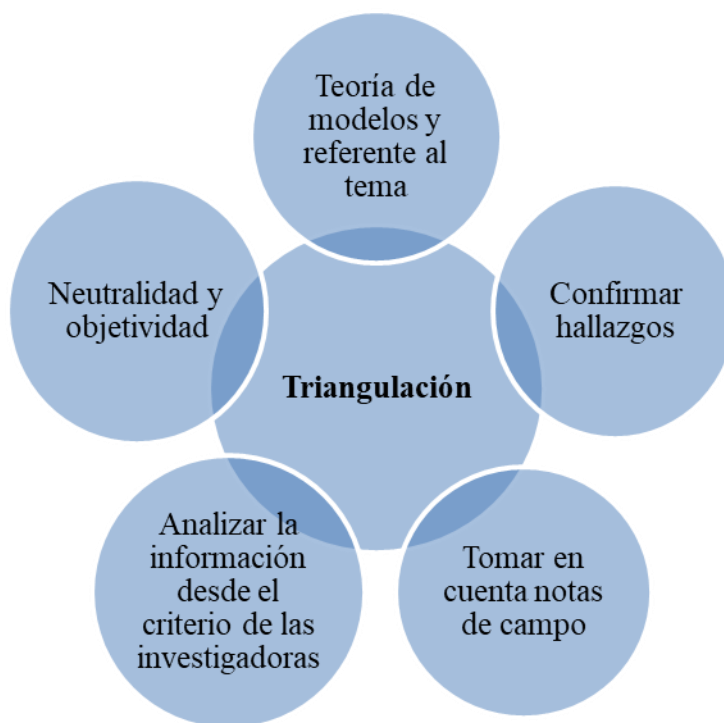 Teoría de
modelos y
referente al
tema
Confirmar
hallazgos
Tomar en
cuenta notas
de campo
Analizar la
información
desde el
criterio de las
investigadoras
Neutralidad y
objetividad
Triangulación